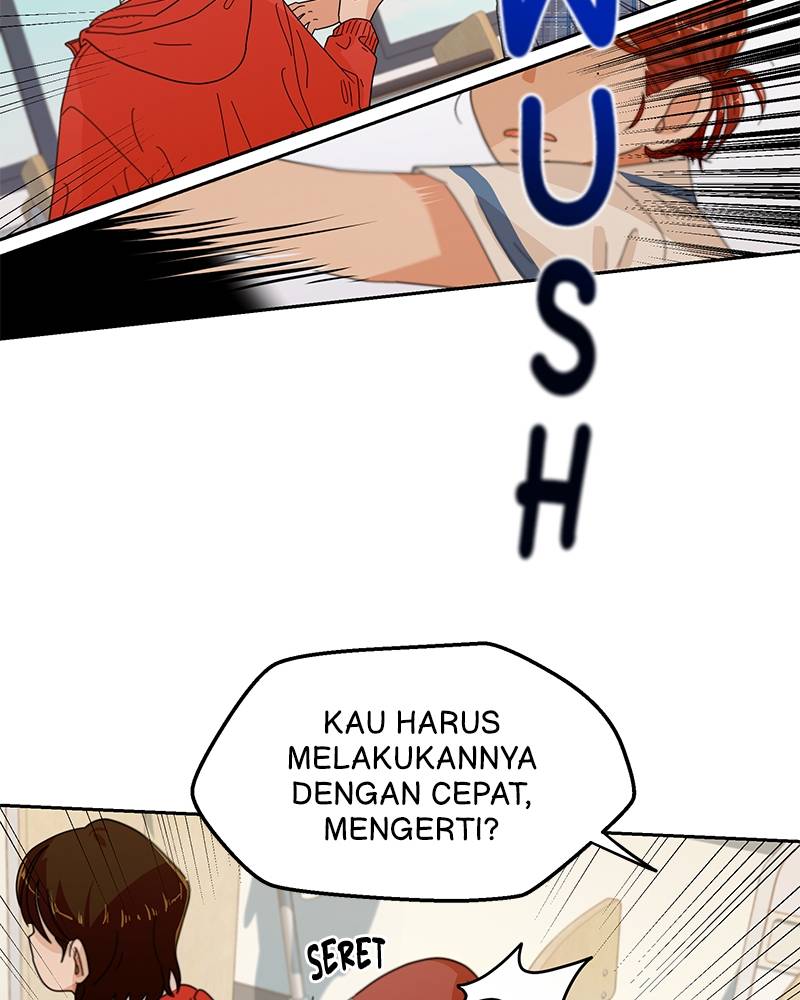 WUSH
KAU HARUS
MELAKUKANNYA
DENGAN CEPAT,
MENGERTI?
SERET